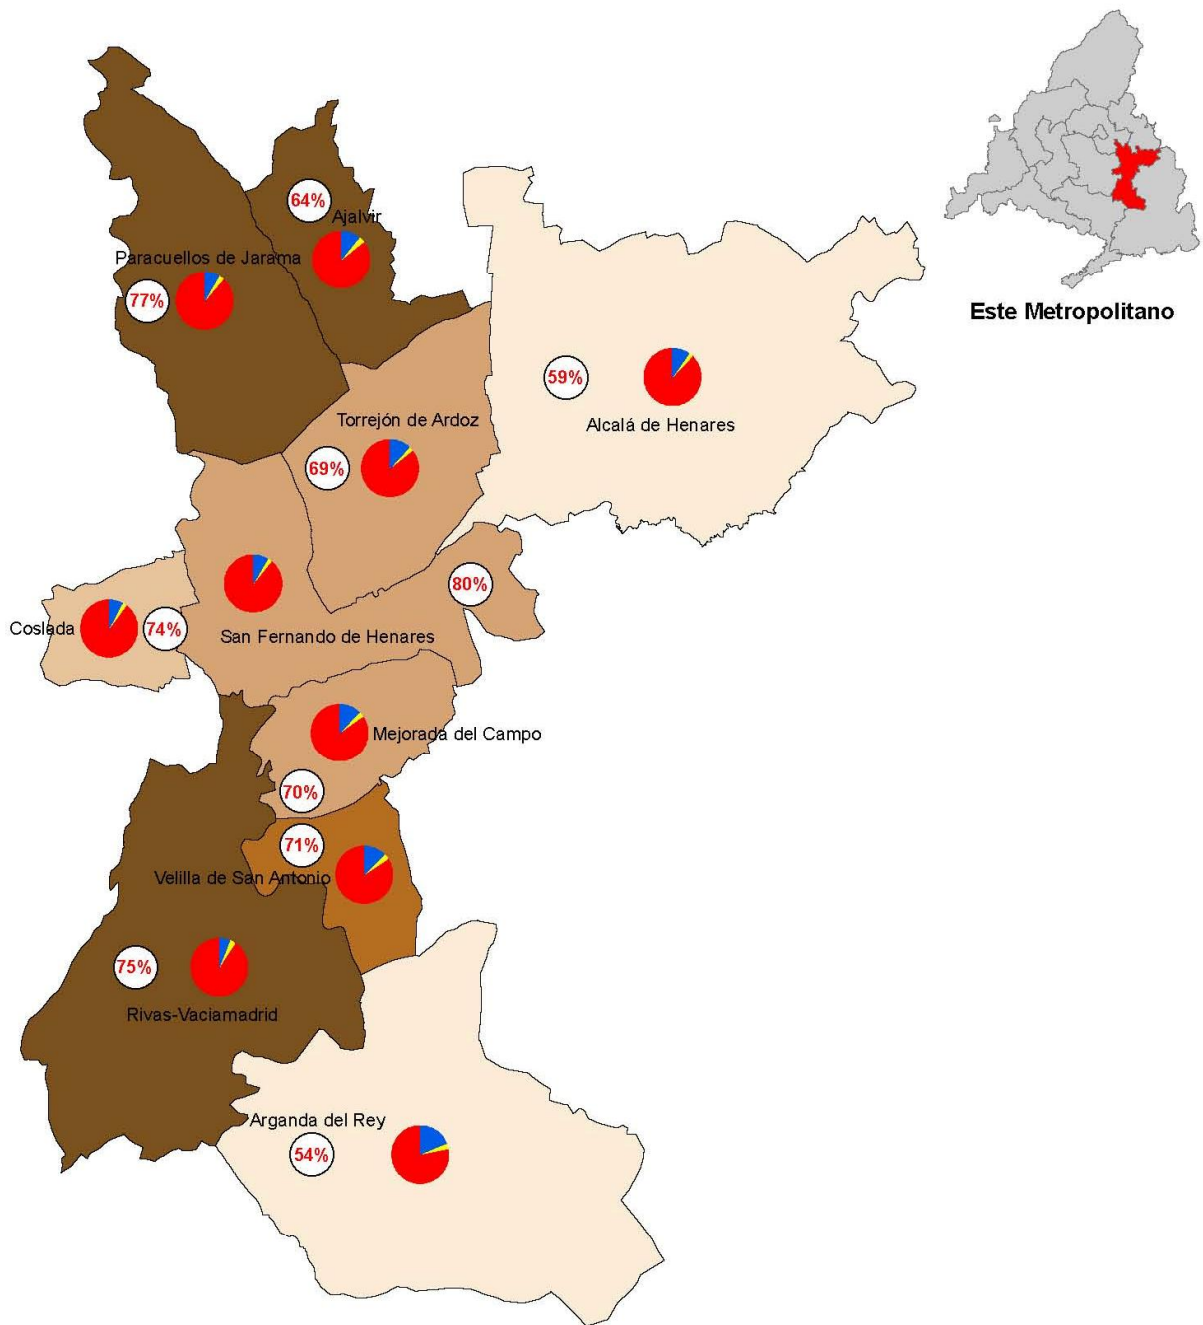 64%
Ajalvir
Paracuellos de Jarama
77%
Este Metropolitano
59%
Alcalá de Henares
Torrejón de Ardoz
69%
80%
Coslada
74%
San Fernando de Henares
Mejorada del Campo
70%
71%
Velilla de San Antonio
75%
Rivas-Vaciamadrid
Arganda del Rey
54%